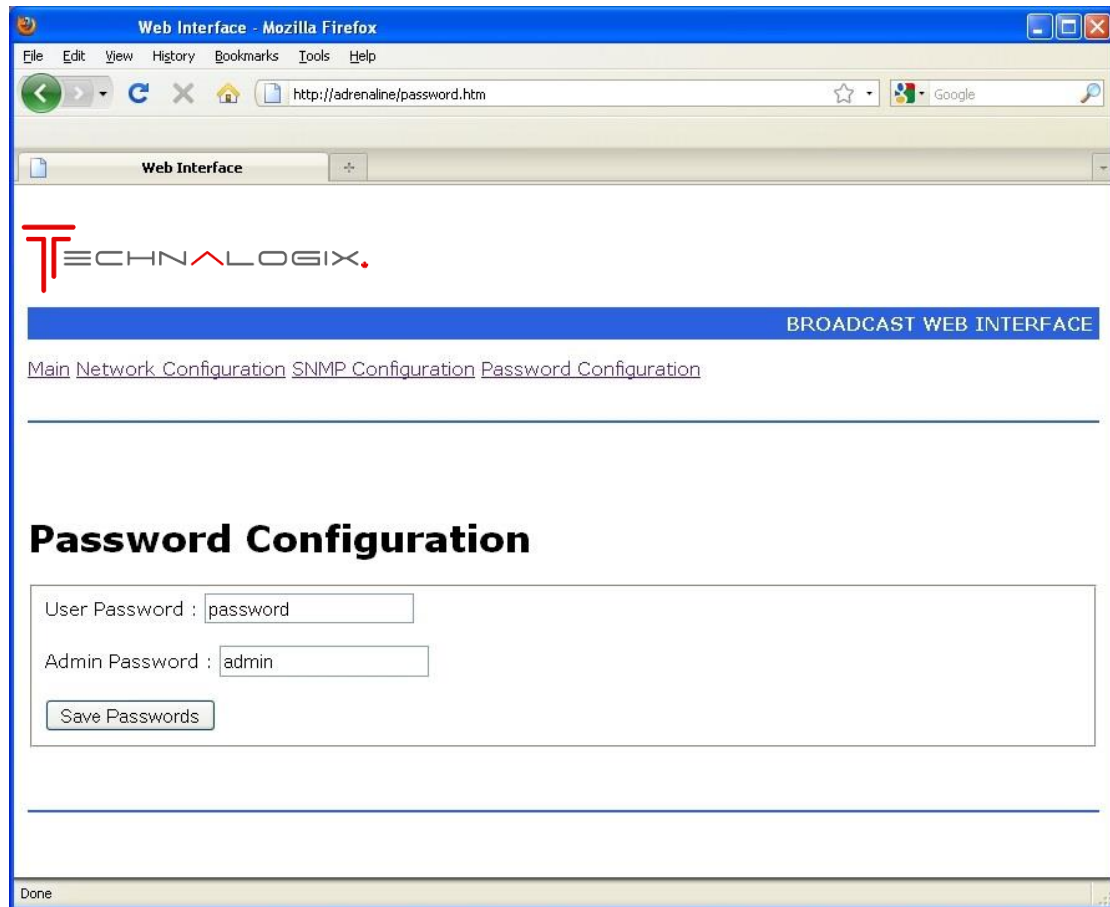 Web Interface - Mozilla Firefox
File Edit View History Bookmarks Tools Help
http://adrenaline/password.htm Google
Web Interface
TECHNALOGIX.
BROADCAST WEB INTERFACE
Main Network Configuration SNMP Configuration Password Configuration
Password Configuration
User Password : password
Admin Password : admin
Save Passwords
Done